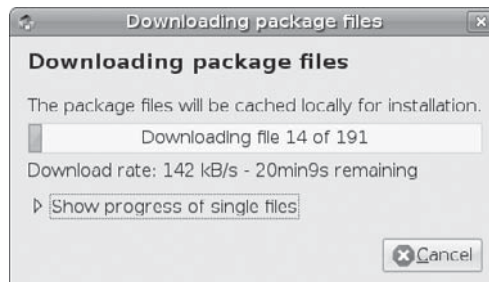 Downloading package files
Downloading package files
The package files will be cached locally for installation.
Downloading file 14 of 191
Download rate: 142 kB/s - 20min9s remaining
Show progress of single files
Cancel